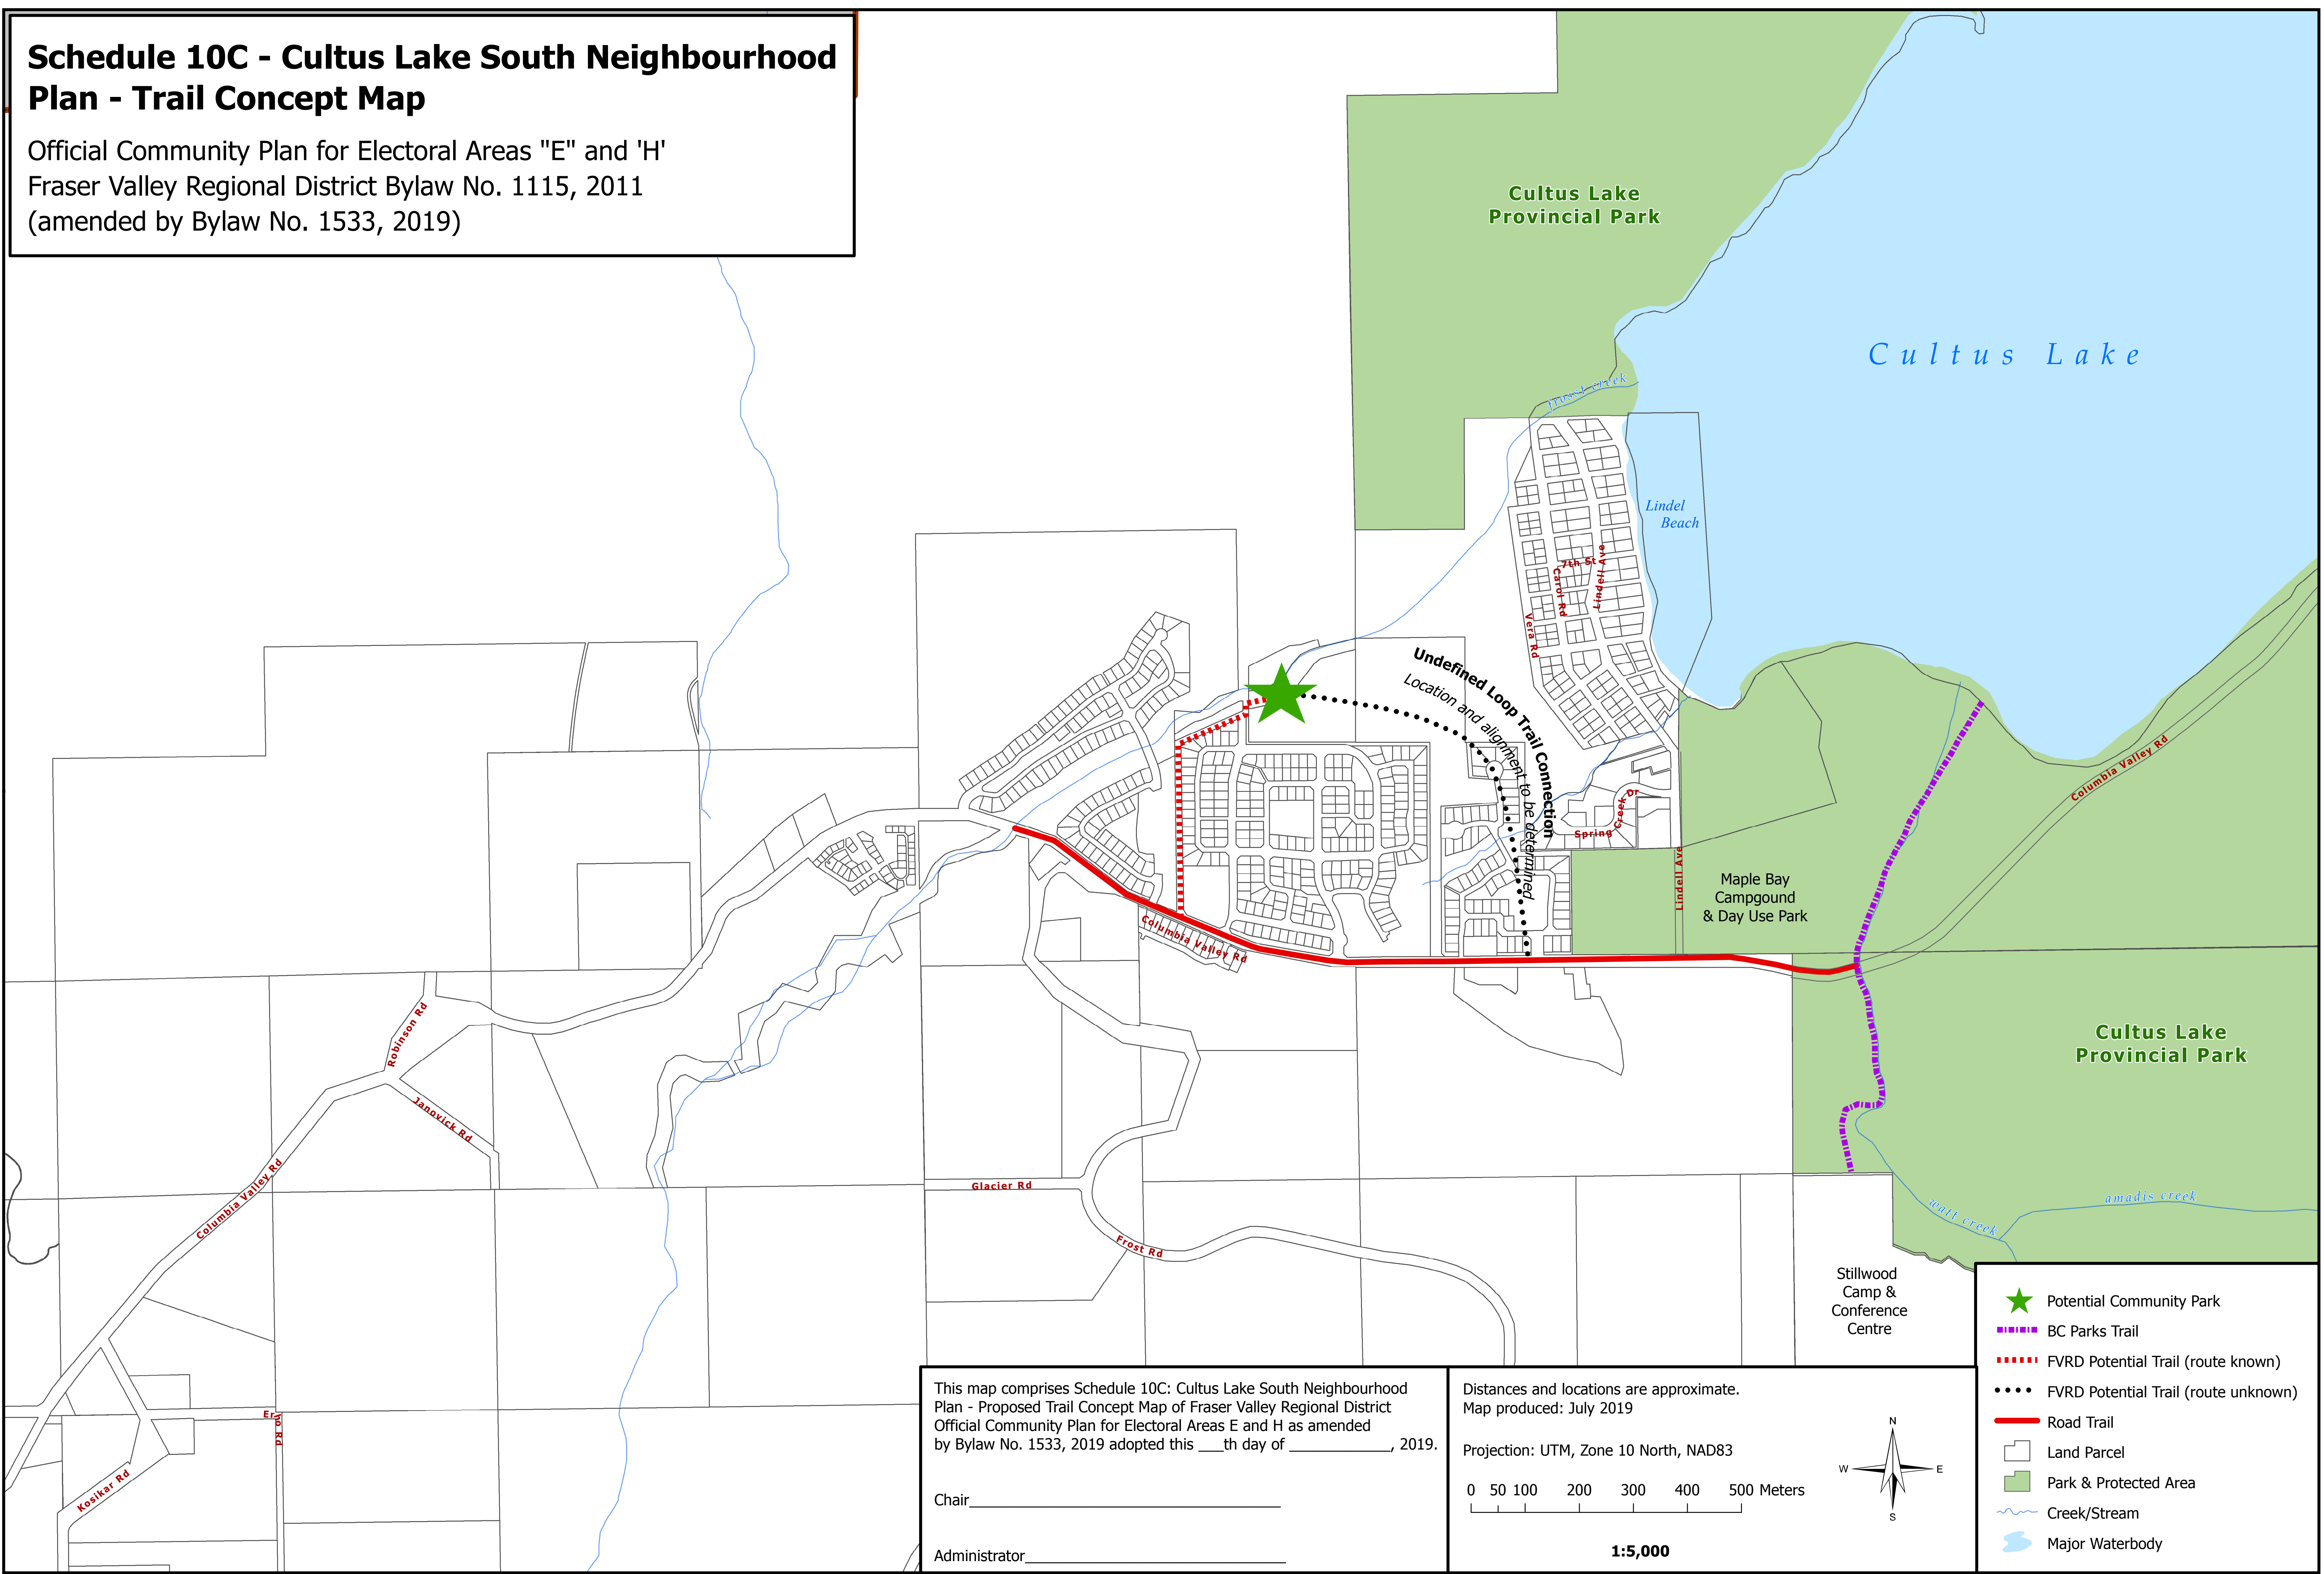 Schedule 10C - Cultus Lake South Neighbourhood
Plan - Trail Concept Map
Official Community Plan for Electoral Areas "E" and 'H'
Fraser Valley Regional District Bylaw No. 1115, 2011
(amended by Bylaw No. 1533, 2019)
Cultus Lake
Provincial Park
Cultus Lake
frosst creek
Lindel
Beach
7th St
Carol Rd
Lindell Ave
Vera Rd
Undefined Loop Trail Connection
Location and alignment to be determined
Columbia Valley Rd
Spring Creek Dr
Lindell Ave
Maple Bay
Campgound
& Day Use Park
Columbia Valley Rd
Robinson Rd
Janovick Rd
Columbia Valley Rd
Cultus Lake
Provincial Park
Glacier Rd
Frost Rd
watt creek
amadis creek
Stillwood
Camp &
Conference
Centre
Erho Rd
Kosikar Rd
Potential Community Park
BC Parks Trail
FVRD Potential Trail (route known)
FVRD Potential Trail (route unknown)
Road Trail
Land Parcel
Park & Protected Area
Creek/Stream
Major Waterbody
This map comprises Schedule 10C: Cultus Lake South Neighbourhood
Plan - Proposed Trail Concept Map of Fraser Valley Regional District
Official Community Plan for Electoral Areas E and H as amended
by Bylaw No. 1533, 2019 adopted this ___th day of ____________, 2019.
Chair
Administrator
Distances and locations are approximate.
Map produced: July 2019
Projection: UTM, Zone 10 North, NAD83
0 50 100 200 300 400 500 Meters
1:5,000
N
W E
S